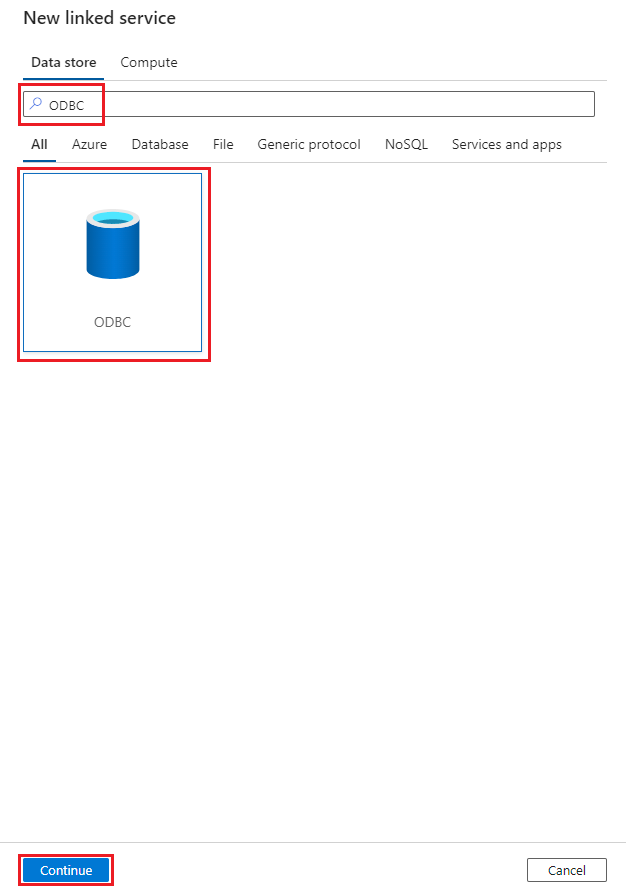 New linked service
Data store Compute
ODBC
All Azure Database File Generic protocol NoSQL Services and apps
ODBC
Continue Cancel